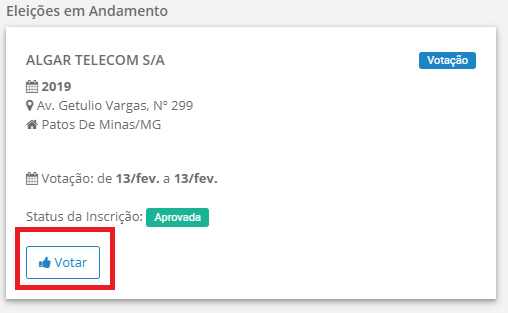 Eleições em Andamento
ALGAR TELECOM S/A
Votação
2019
Av. Getulio Vargas, Nº 299
Patos De Minas/MG
Votação: de 13/fev. a 13/fev.
Status da Inscrição: Aprovada
Votar